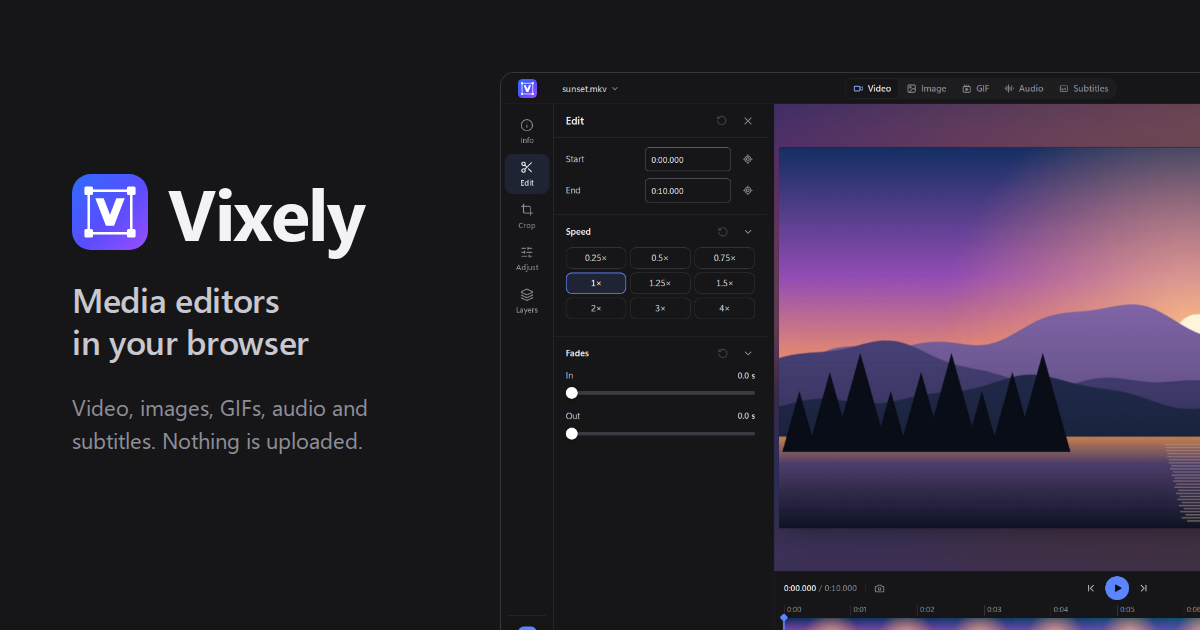 V Vixely
Media editors
in your browser
Video, images, GIFs, audio and
subtitles. Nothing is uploaded.
V sunset.mkv Video Image GIF Audio Subtitles
Info
Edit
Crop
Adjust
Layers
Edit
Start 0:00.000
End 0:10.000
Speed
0.25× 0.5× 0.75×
1× 1.25× 1.5×
2× 3× 4×
Fades
In 0.0 s
Out 0.0 s
0:00.000 / 0:10.000
0:00 0:01 0:02 0:03 0:04 0:05 0:06